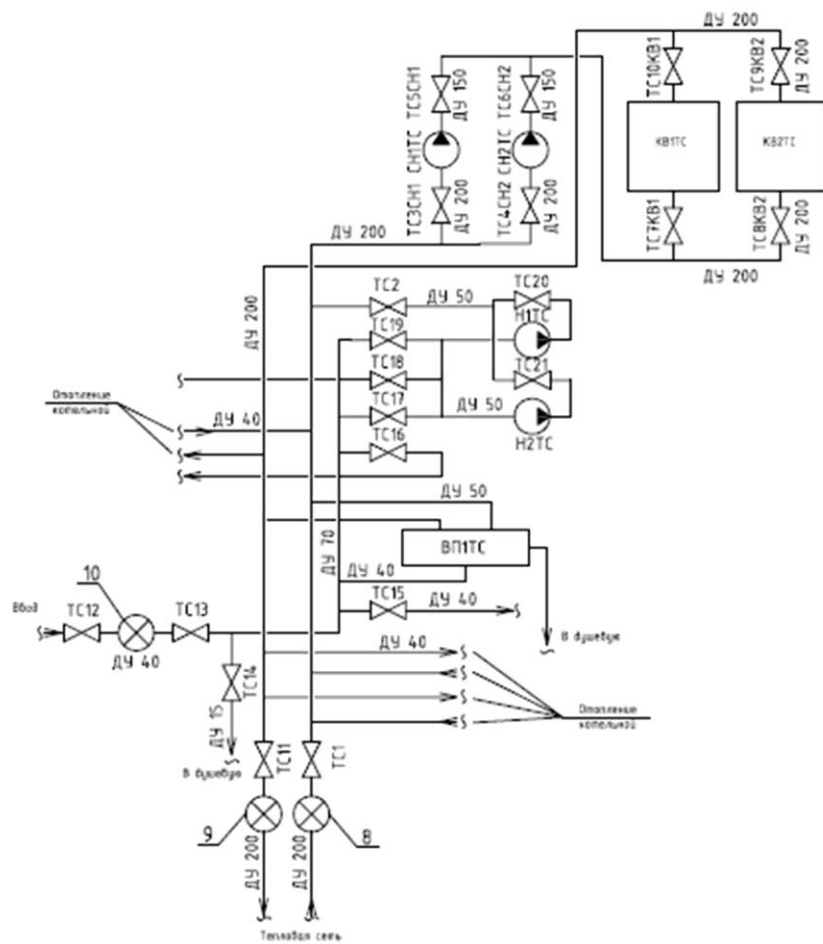 ДУ 200
ТС5СН1
ДУ 150
ТС6СН2
ДУ 150
ТС10КВ1
ТС9КВ2
ДУ 200
СН1ТС
СН2ТС
КВ1ТС
КВ2ТС
ТС3СН1
ДУ 200
ТС4СН2
ДУ 200
ТС7КВ1
ТС8КВ2
ДУ 200
ДУ 200
ДУ 200
ДУ 200
ТС2
ДУ 50
ТС20
ТС19
Н1ТС
ТС18
ТС21
Отопление
котельной
ДУ 40
ТС17
ДУ 50
ТС16
Н2ТС
ДУ 50
ДУ 70
ВП1ТС
ДУ 40
10
ТС15
ДУ 40
Ввод
ТС12
ТС13
В душевую
ДУ 40
ДУ 40
ТС14
ДУ 15
Отопление
котельной
В душевую
ТС11
ТС1
9
8
ДУ 200
ДУ 200
Тепловая сеть